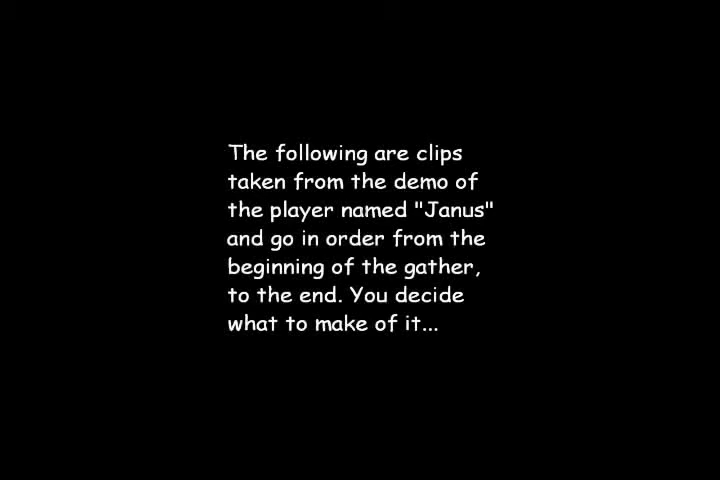 The following are clips
taken from the demo of
the player named "Janus"
and go in order from the
beginning of the gather,
to the end. You decide
what to make of it...